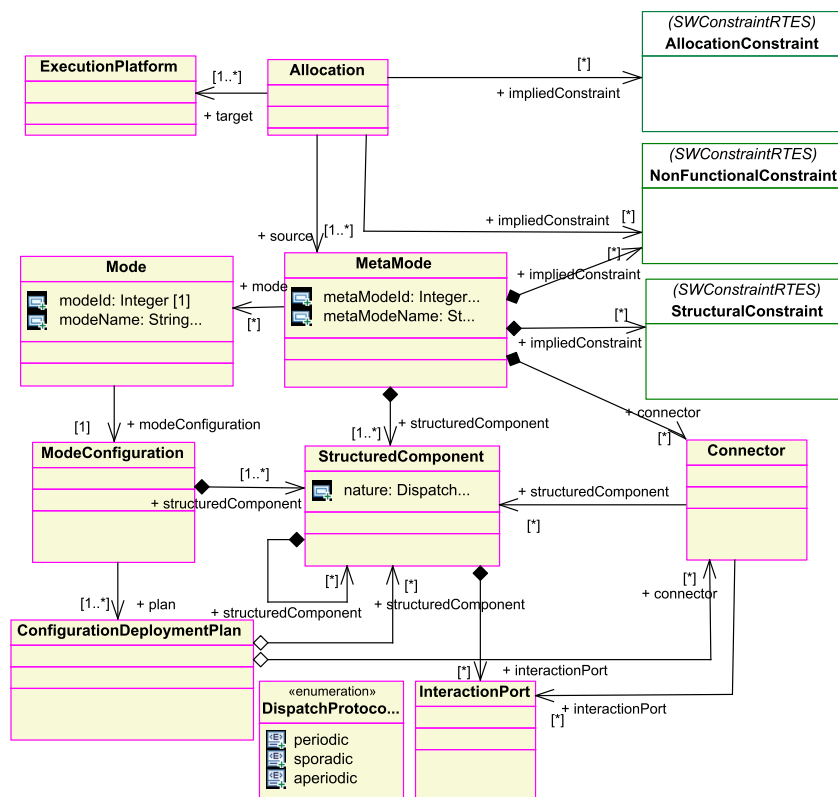 (SWConstraintRTES)
AllocationConstraint
ExecutionPlatform
Allocation
[1..*]
[*]
+ impliedConstraint
+ target
(SWConstraintRTES)
NonFunctionalConstraint
+ impliedConstraint
[*]
+ source
[1..*]
Mode
MetaMode
[*]
+ impliedConstraint
+ mode
modeId: Integer [1]
modeName: String...
[*]
metaModeId: Integer...
metaModeName: St...
(SWConstraintRTES)
StructuralConstraint
[*]
+ impliedConstraint
[1]
+ modeConfiguration
[1..*]
+ structuredComponent
+ connector
[*]
ModeConfiguration
StructuredComponent
Connector
[1..*]
+ structuredComponent
nature: Dispatch...
+ structuredComponent
[*]
[*]
+ structuredComponent
[*]
+ structuredComponent
[*]
+ connector
[1..*]
+ plan
ConfigurationDeploymentPlan
[*]
+ interactionPort
«enumeration»
DispatchProtoco...
periodic
sporadic
aperiodic
InteractionPort
+ interactionPort
[*]